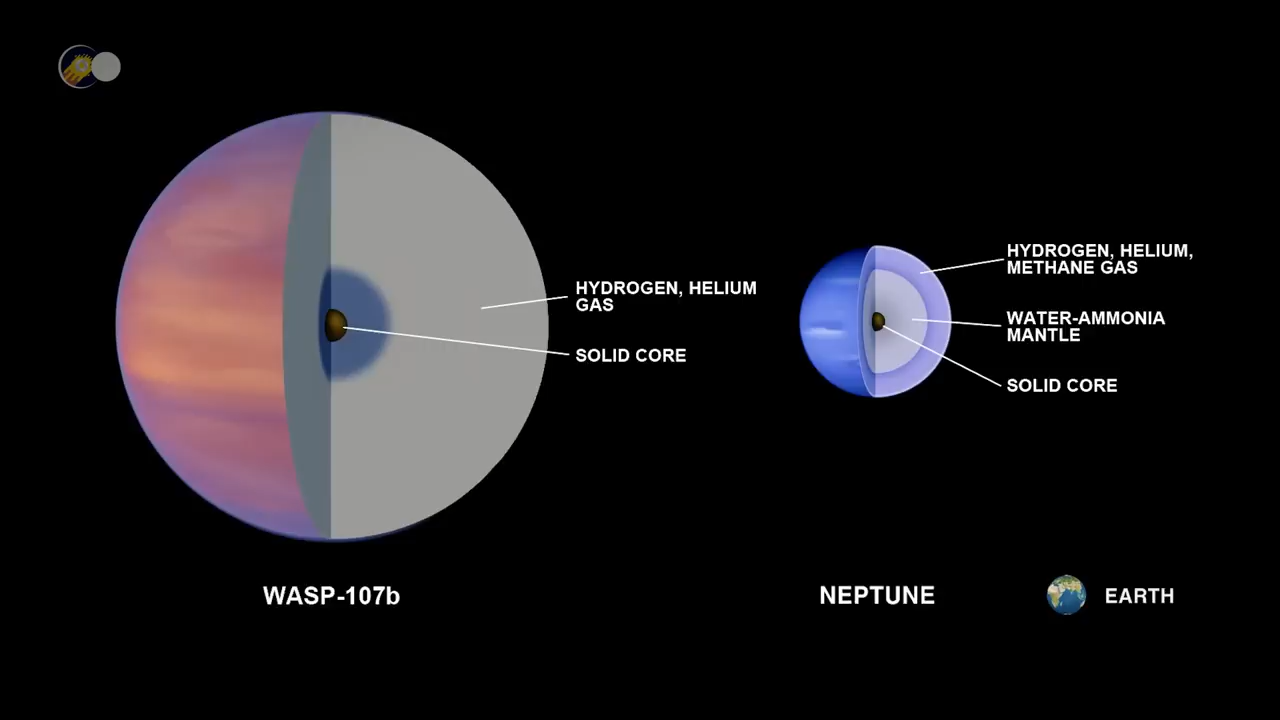 HYDROGEN, HELIUM
GAS
SOLID CORE
HYDROGEN, HELIUM,
METHANE GAS
WATER-AMMONIA
MANTLE
SOLID CORE
WASP-107b
NEPTUNE
EARTH